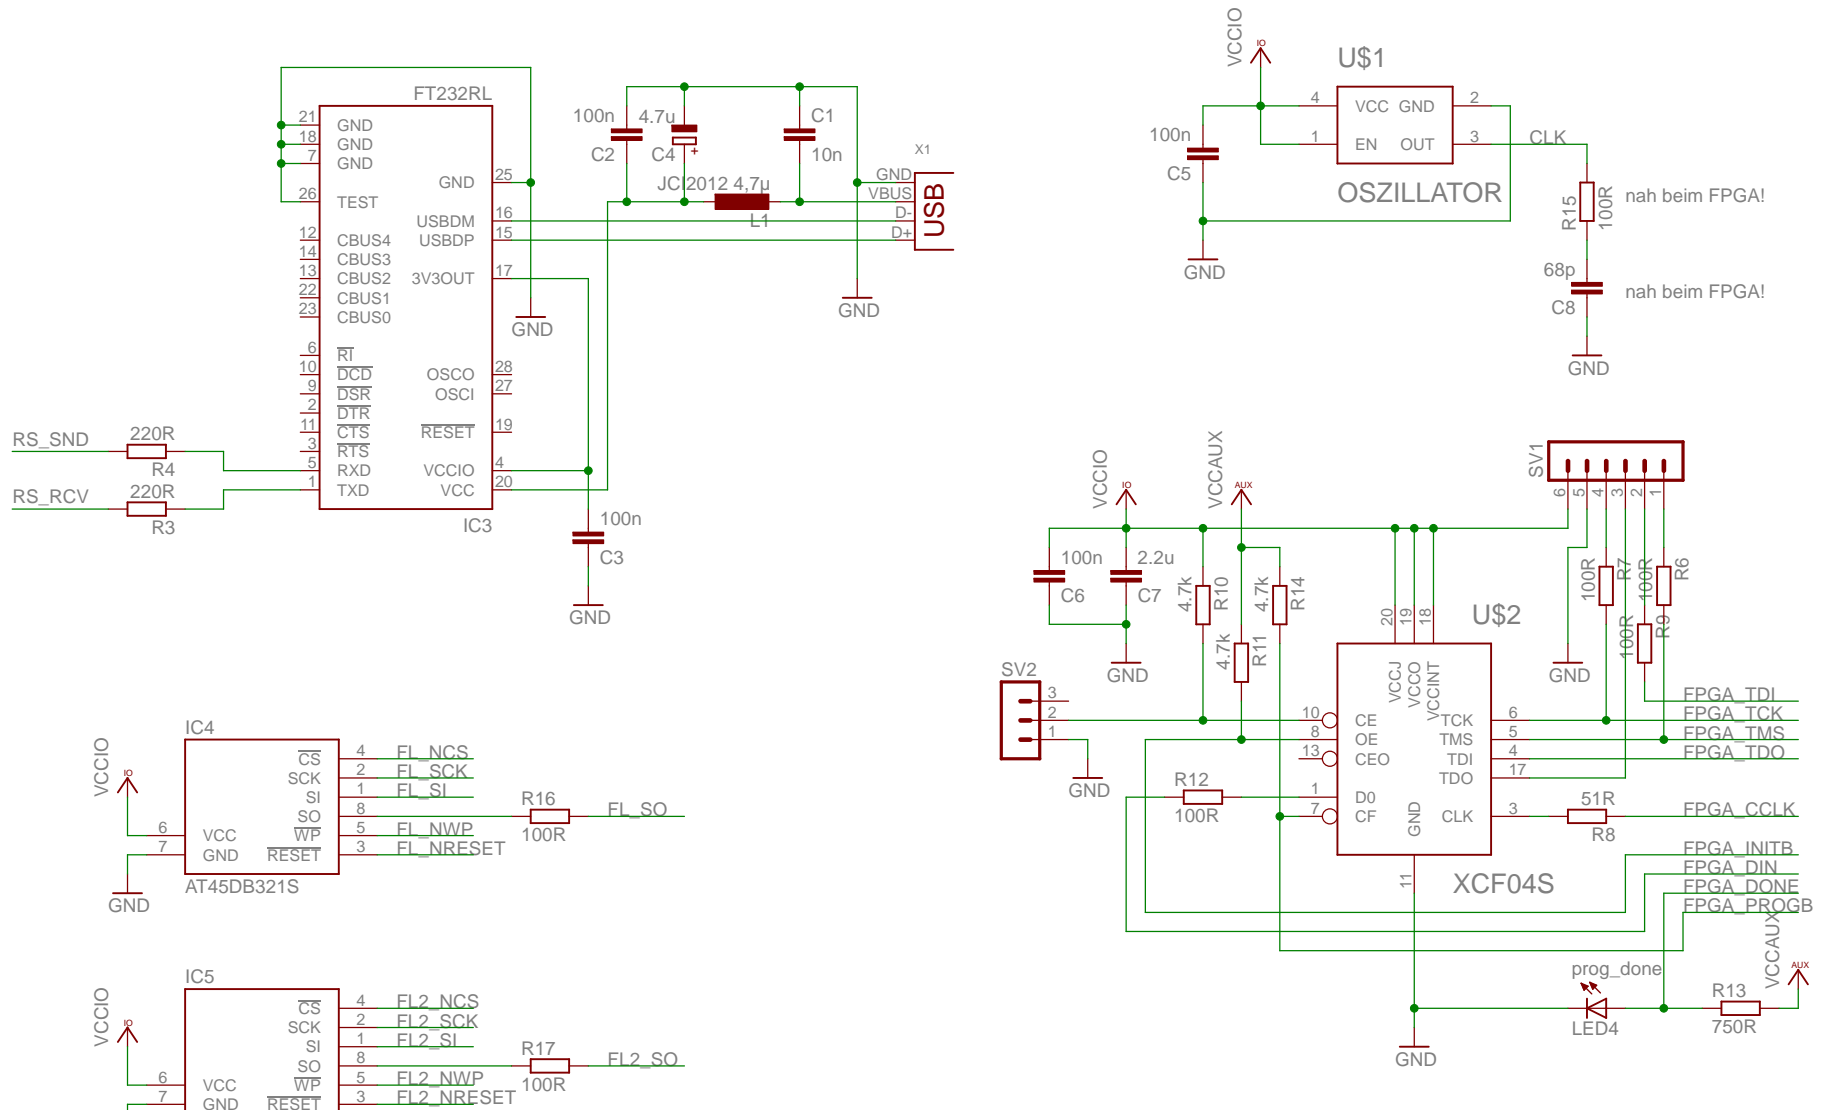 FT232RL
21 GND
18 GND
7 GND
26 TEST
12 CBUS4
14 CBUS3
13 CBUS2
22 CBUS1
23 CBUS0
6 RI
10 DCD
9 DSR
2 DTR
11 CTS
3 RTS
5 RXD
1 TXD
GND 25
USBDM 16
USBDP 15
3V3OUT 17
OSCO 28
OSCI 27
RESET 19
VCCIO 4
VCC 20
IC3
GND
RS_SND
220R
R4
RS_RCV
220R
R3
100n
C3
GND
100n
C2
4.7u
C4
+
C1
10n
JCI2012 4,7µ
L1
X1
GND
VBUS
D-
D+
USB
GND
VCCIO
IO
U$1
4 VCC GND 2
1 EN OUT 3
OSZILLATOR
100n
C5
GND
CLK
R15
100R
nah beim FPGA!
68p
C8
nah beim FPGA!
GND
VCCIO
IO
VCCAUX
AUX
100n
C6
2.2u
C7
GND
4.7k
R10
4.7k
R11
4.7k
R14
SV1
6 5 4 3 2 1
100R
R7
100R
R6
100R
R9
GND
SV2
3
2
1
GND
U$2
20 19 18
VCCJ
VCCO
VCCINT
10 CE
8 OE
13 CEO
1 D0
7 CF
TCK 6
TMS 5
TDI 4
TDO 17
CLK 3
GND
11
XCF04S
R12
100R
51R
R8
FPGA_TDI
FPGA_TCK
FPGA_TMS
FPGA_TDO
FPGA_CCLK
FPGA_INITB
FPGA_DIN
FPGA_DONE
FPGA_PROGB
VCCAUX
AUX
prog_done
LED4
R13
750R
GND
IC4
VCCIO
IO
CS 4 FL_NCS
SCK 2 FL_SCK
SI 1 FL_SI
SO 8
WP 5 FL_NWP
RESET 3 FL_NRESET
6 VCC
7 GND
AT45DB321S
GND
R16
100R
FL_SO
IC5
VCCIO
IO
CS 4 FL2_NCS
SCK 2 FL2_SCK
SI 1 FL2_SI
SO 8
WP 5 FL2_NWP
RESET 3 FL2_NRESET
6 VCC
7 GND
R17
100R
FL2_SO